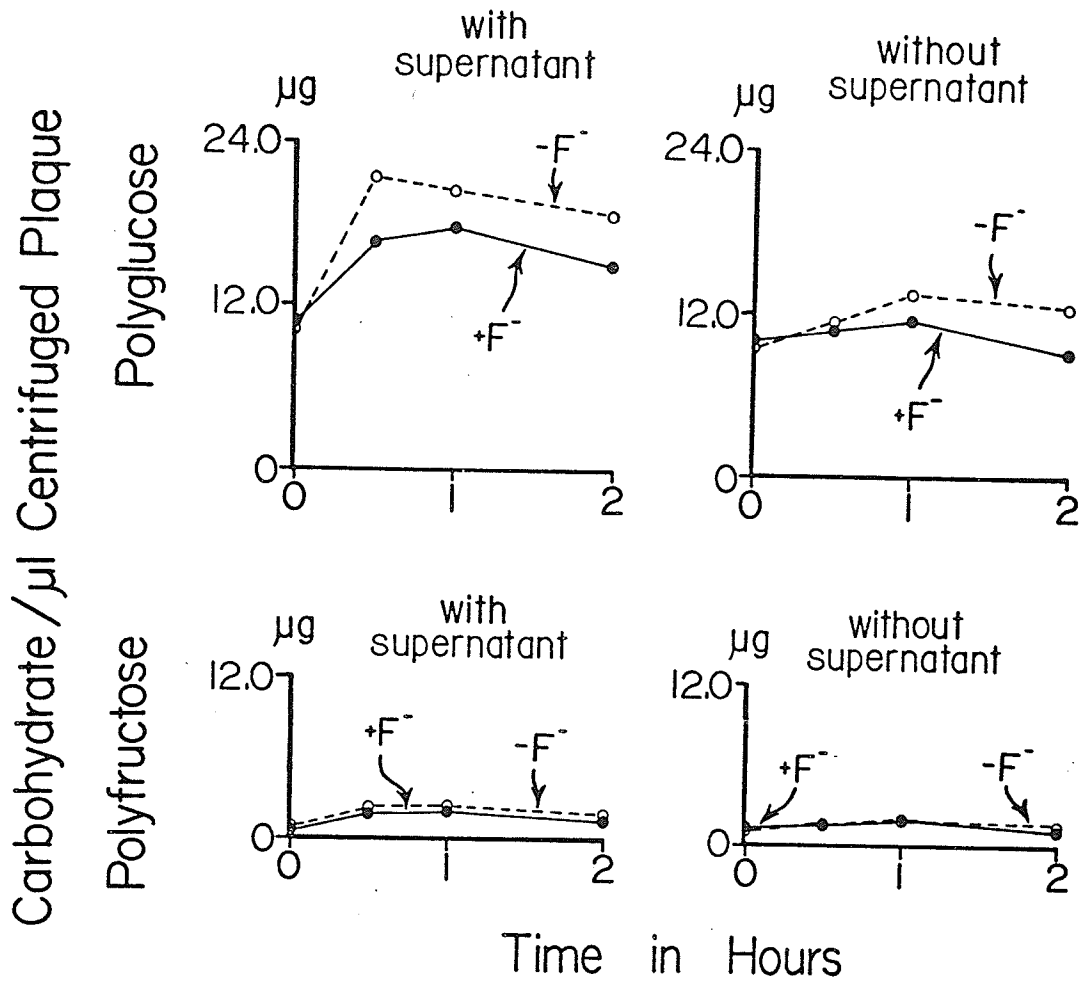 Carbohydrate/µl Centrifuged Plaque
Polyglucose
with
supernatant
µg
24.0
12.0
0
-F⁻
+F⁻
0
1
2
without
supernatant
µg
24.0
12.0
0
-F⁻
+F⁻
0
1
2
Polyfructose
with
supernatant
µg
12.0
0
+F⁻
-F⁻
0
1
2
without
supernatant
µg
12.0
0
+F⁻
-F⁻
0
1
2
Time in Hours